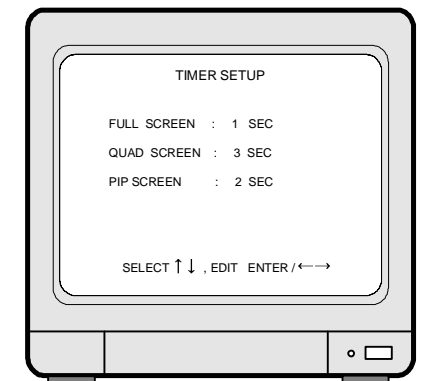 TIMER SETUP
FULL SCREEN : 1 SEC
QUAD SCREEN : 3 SEC
PIP SCREEN : 2 SEC
SELECT ↑↓ , EDIT ENTER / ←→